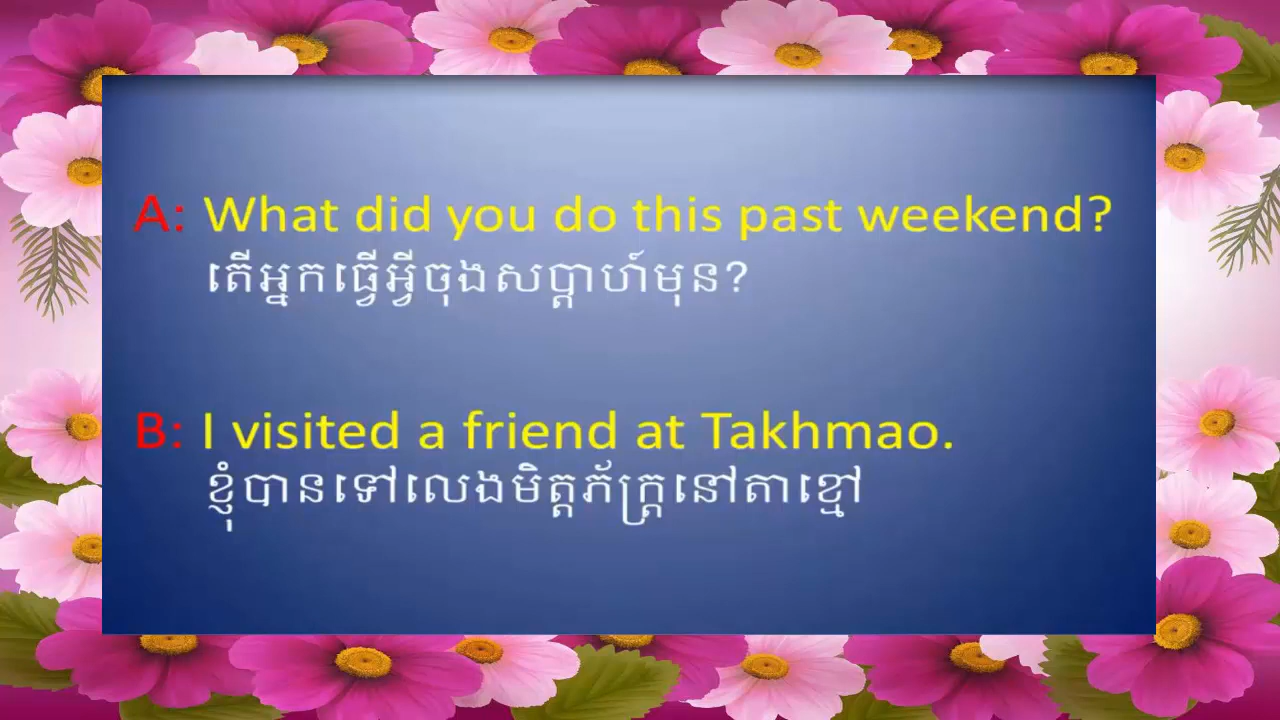 A: What did you do this past weekend?
តើអ្នកធ្វើអ្វីចុងសប្តាហ៍មុន?
B: I visited a friend at Takhmao.
ខ្ញុំបានទៅលេងមិត្តភ័ក្រ្តនៅតាខ្មៅ